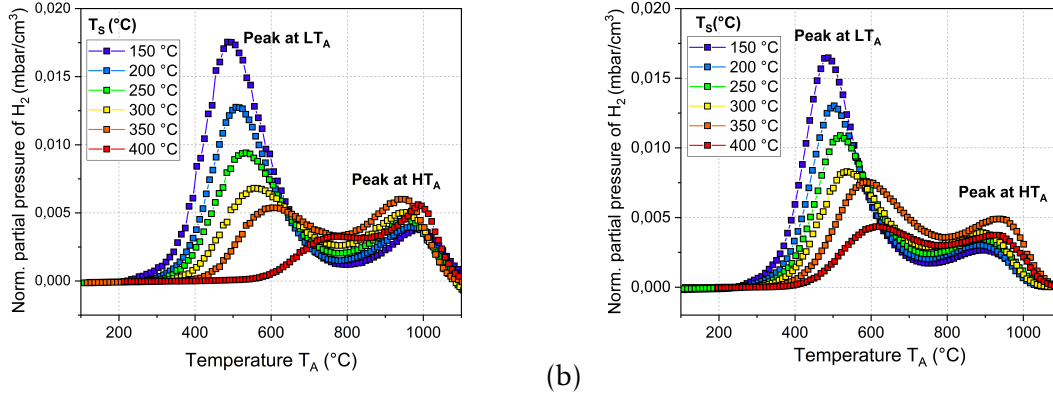 0,020
0,015
0,010
0,005
0,000
Norm. partial pressure of H2 (mbar/cm³)
TS (°C)
150 °C
200 °C
250 °C
300 °C
350 °C
400 °C
Peak at LTA
Peak at HTA
200 400 600 800 1000
Temperature TA (°C)
(b)
0,020
0,015
0,010
0,005
0,000
Norm. partial pressure of H2 (mbar/cm³)
TS(°C)
150 °C
200 °C
250 °C
300 °C
350 °C
400 °C
Peak at LTA
Peak at HTA
200 400 600 800 1000
Temperature TA (°C)